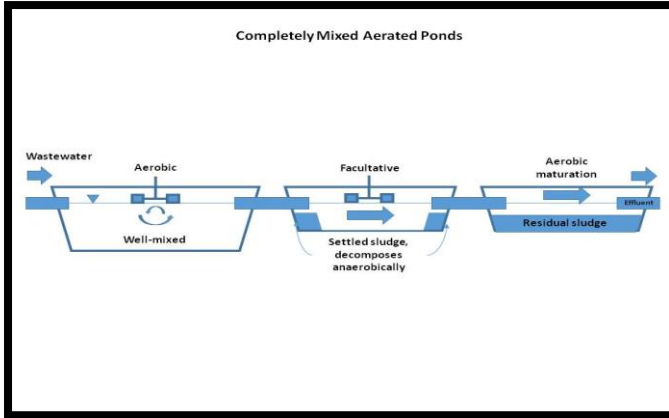 Completely Mixed Aerated Ponds
Wastewater
Aerobic
Facultative
Aerobic
maturation
Effluent
Well-mixed
Settled sludge,
decomposes
anaerobically
Residual sludge